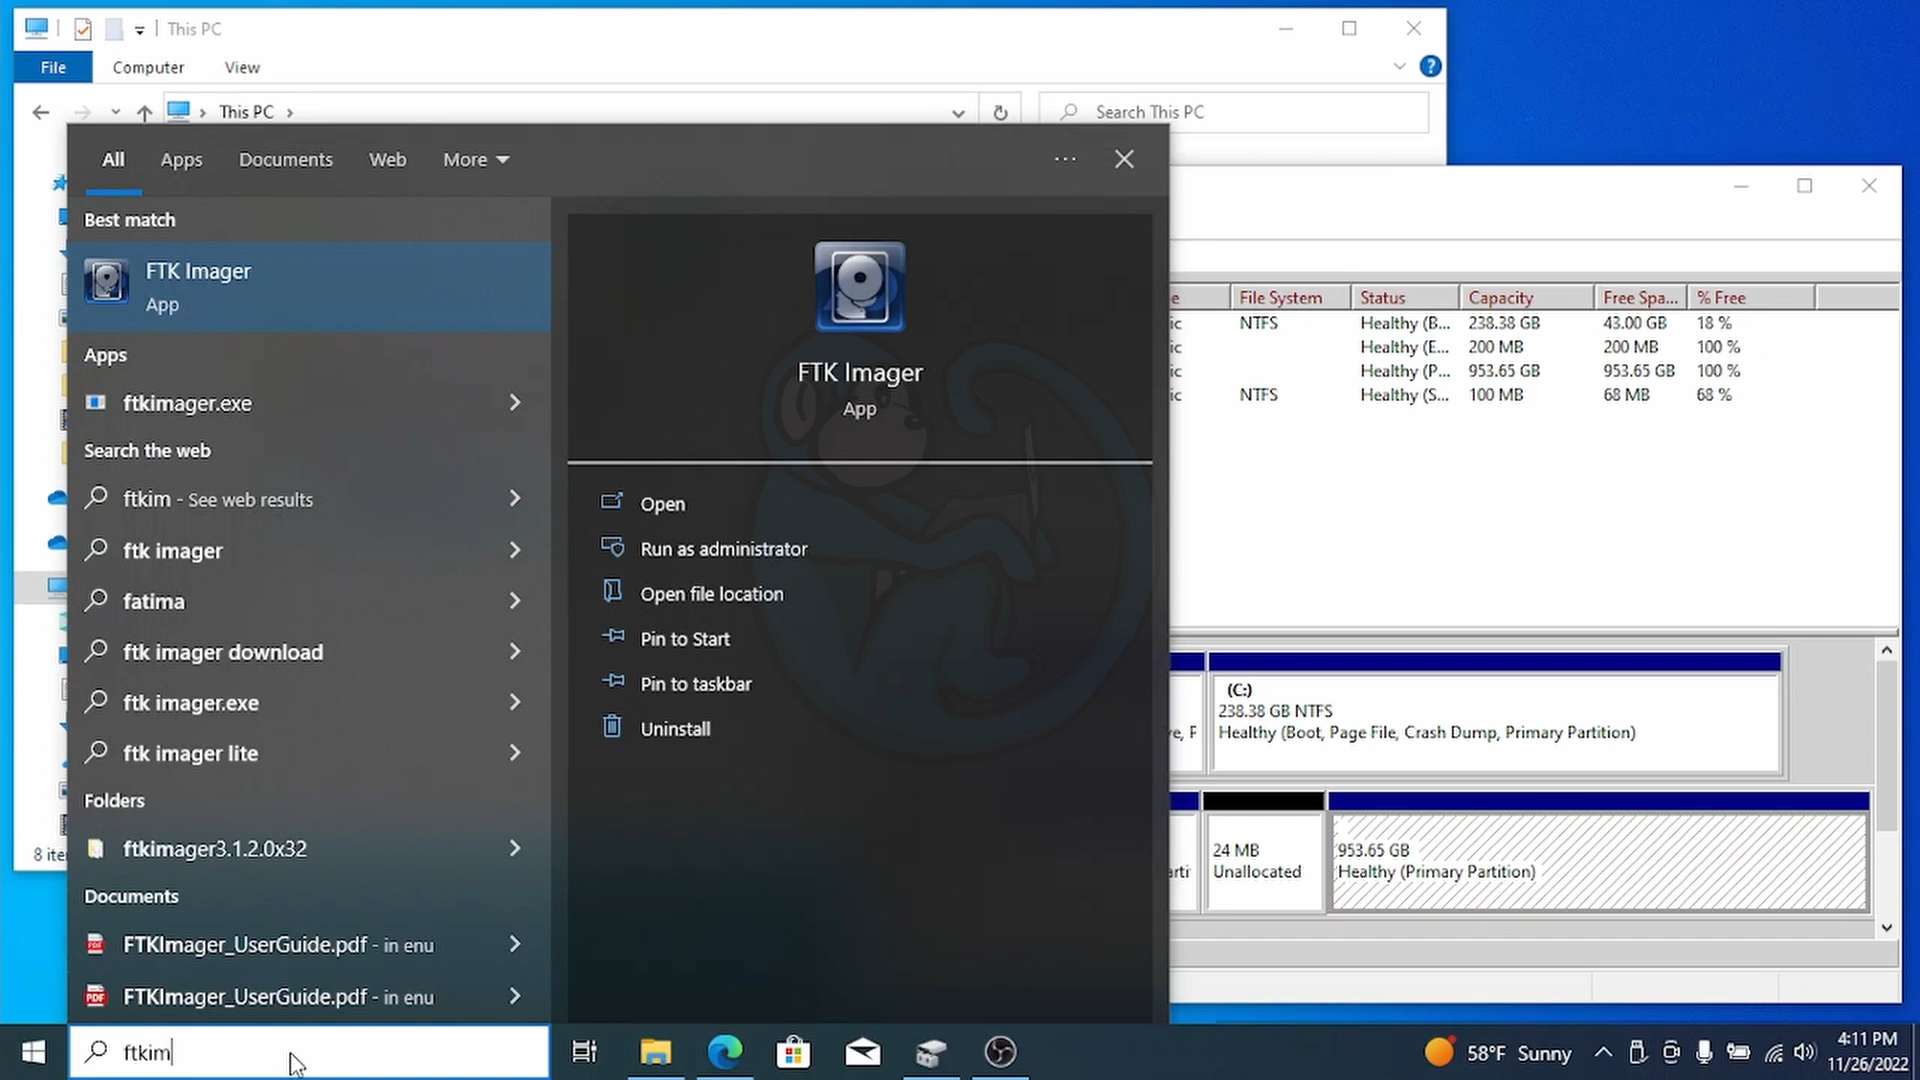 This PC
File
Computer
View
?
This PC
Search This PC
All
Apps
Documents
Web
More
Best match
FTK Imager
App
Apps
ftkimager.exe
Search the web
ftkim - See web results
ftk imager
fatima
ftk imager download
ftk imager.exe
ftk imager lite
Folders
ftkimager3.1.2.0x32
Documents
FTKImager_UserGuide.pdf - in enu
FTKImager_UserGuide.pdf - in enu
FTK Imager
App
Open
Run as administrator
Open file location
Pin to Start
Pin to taskbar
Uninstall
File System Status Capacity Free Spa... % Free
NTFS Healthy (B... 238.38 GB 43.00 GB 18 %
Healthy (E... 200 MB 200 MB 100 %
Healthy (P... 953.65 GB 953.65 GB 100 %
NTFS Healthy (S... 100 MB 68 MB 68 %
(C:)
238.38 GB NTFS
Healthy (Boot, Page File, Crash Dump, Primary Partition)
24 MB
Unallocated
953.65 GB
Healthy (Primary Partition)
ftkim
58°F Sunny
4:11 PM
11/26/2022